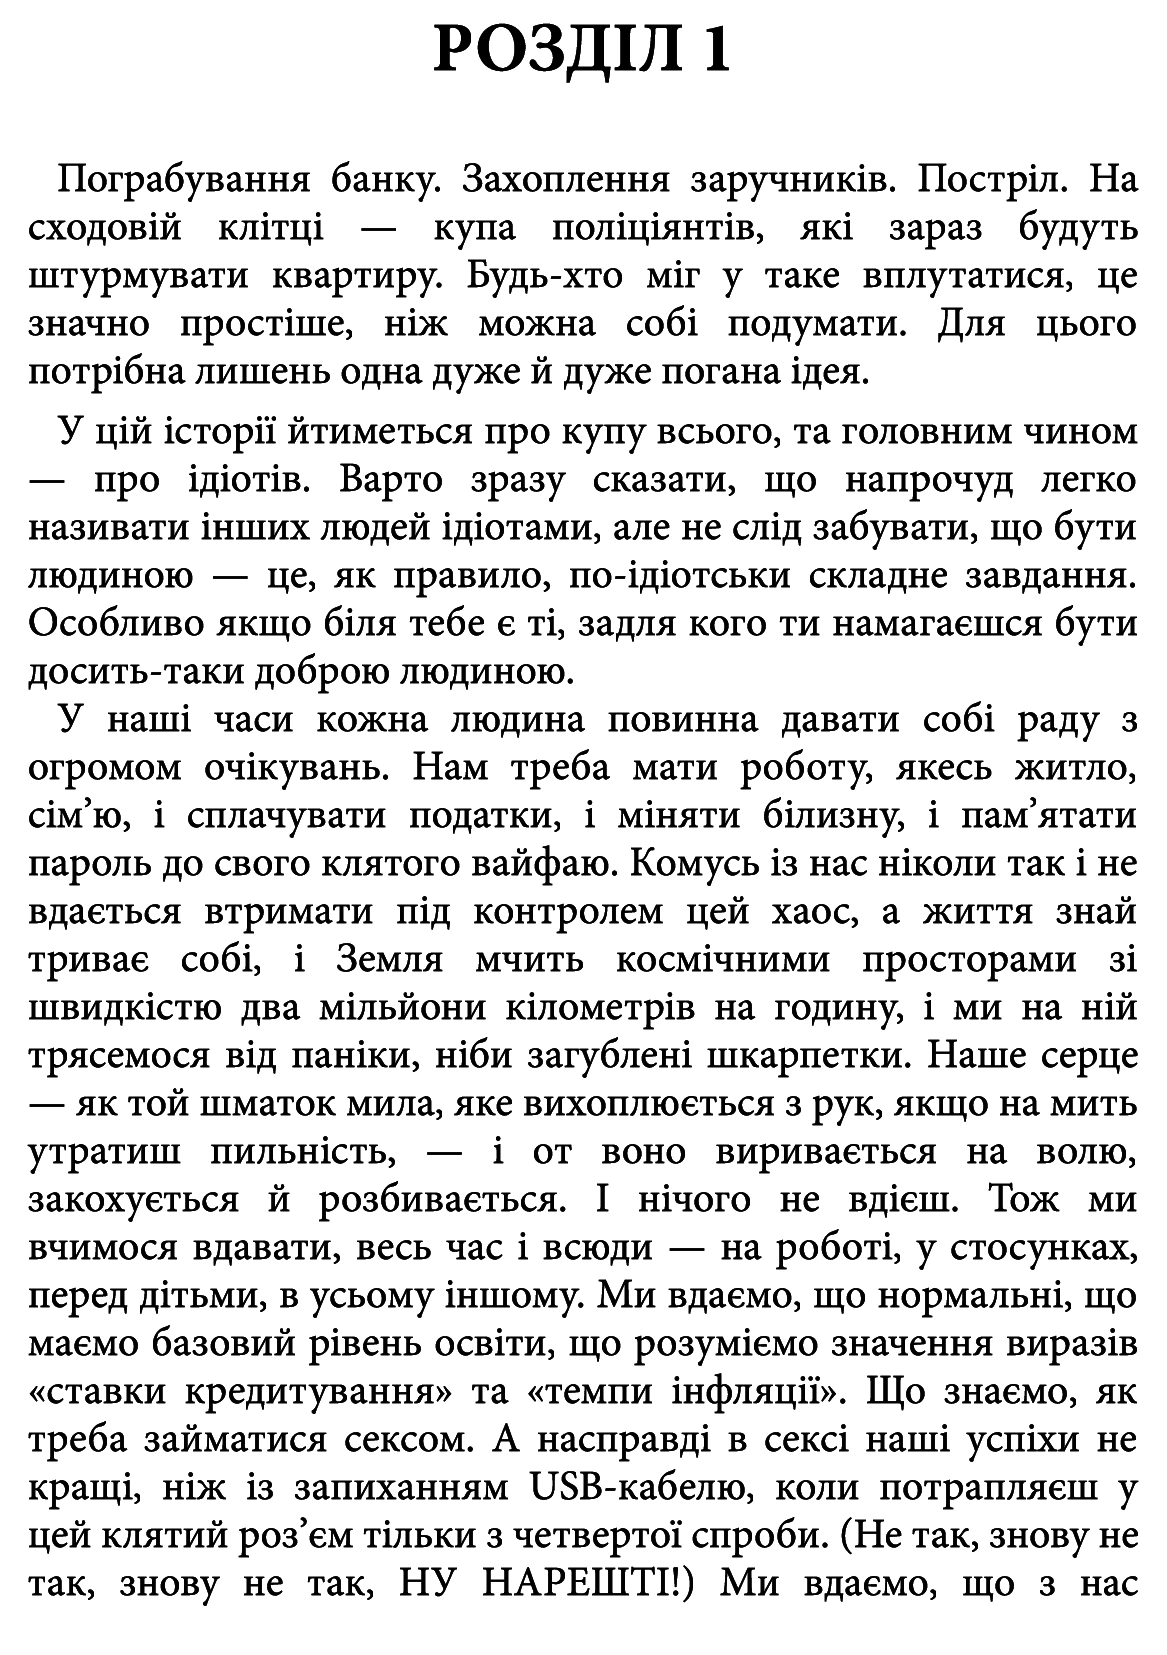 РОЗДІЛ 1
Пограбування банку. Захоплення заручників. Постріл. На
сходовій клітці — купа поліціянтів, які зараз будуть
штурмувати квартиру. Будь-хто міг у таке вплутатися, це
значно простіше, ніж можна собі подумати. Для цього
потрібна лишень одна дуже й дуже погана ідея.
У цій історії йтиметься про купу всього, та головним чином
— про ідіотів. Варто зразу сказати, що напрочуд легко
називати інших людей ідіотами, але не слід забувати, що бути
людиною — це, як правило, по-ідіотськи складне завдання.
Особливо якщо біля тебе є ті, задля кого ти намагаєшся бути
досить-таки доброю людиною.
У наші часи кожна людина повинна давати собі раду з
огромом очікувань. Нам треба мати роботу, якесь житло,
сім’ю, і сплачувати податки, і міняти білизну, і пам’ятати
пароль до свого клятого вайфаю. Комусь із нас ніколи так і не
вдається втримати під контролем цей хаос, а життя знай
триває собі, і Земля мчить космічними просторами зі
швидкістю два мільйони кілометрів на годину, і ми на ній
трясемося від паніки, ніби загублені шкарпетки. Наше серце
— як той шматок мила, яке вихоплюється з рук, якщо на мить
утратиш пильність, — і от воно виривається на волю,
закохується й розбивається. І нічого не вдієш. Тож ми
вчимося вдавати, весь час і всюди — на роботі, у стосунках,
перед дітьми, в усьому іншому. Ми вдаємо, що нормальні, що
маємо базовий рівень освіти, що розуміємо значення виразів
«ставки кредитування» та «темпи інфляції». Що знаємо, як
треба займатися сексом. А насправді в сексі наші успіхи не
кращі, ніж із запиханням USB-кабелю, коли потрапляєш у
цей клятий роз’єм тільки з четвертої спроби. (Не так, знову не
так, знову не так, НУ НАРЕШТІ!) Ми вдаємо, що з нас